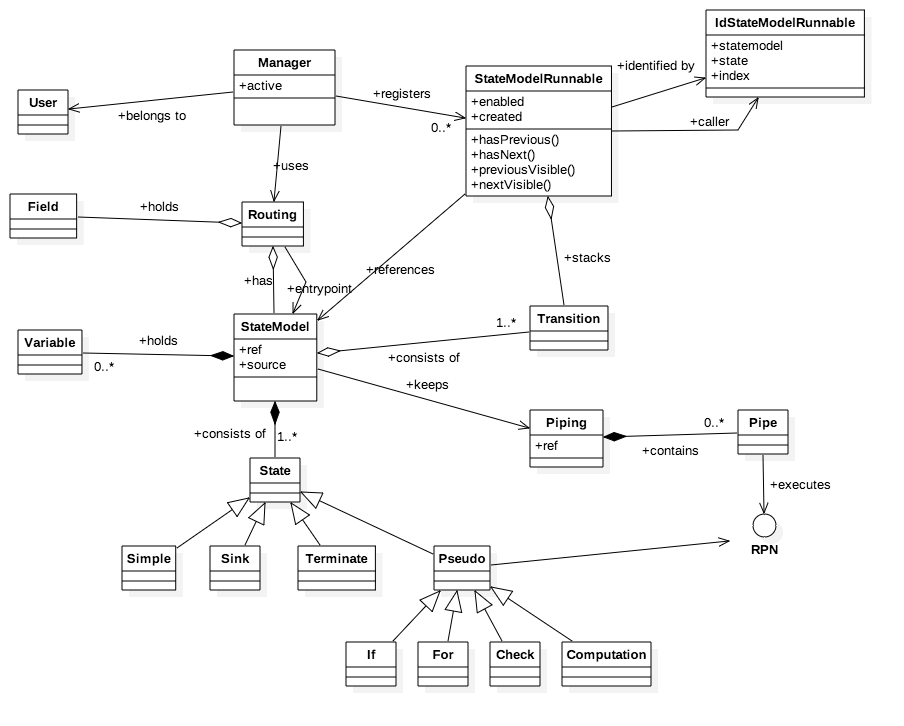 IdStateModelRunnable
+statemodel
+state
+index
Manager
+active
StateModelRunnable
+enabled
+created
+hasPrevious()
+hasNext()
+previousVisible()
+nextVisible()
+identified by
+caller
User
+belongs to
+registers
0..*
+uses
Field
+holds
Routing
+has
+entrypoint
+references
+stacks
StateModel
+ref
+source
Transition
1..*
+consists of
Variable
+holds
0..*
+keeps
Piping
+ref
0..*
+contains
Pipe
+consists of
1..*
State
+executes
RPN
Simple
Sink
Terminate
Pseudo
If
For
Check
Computation